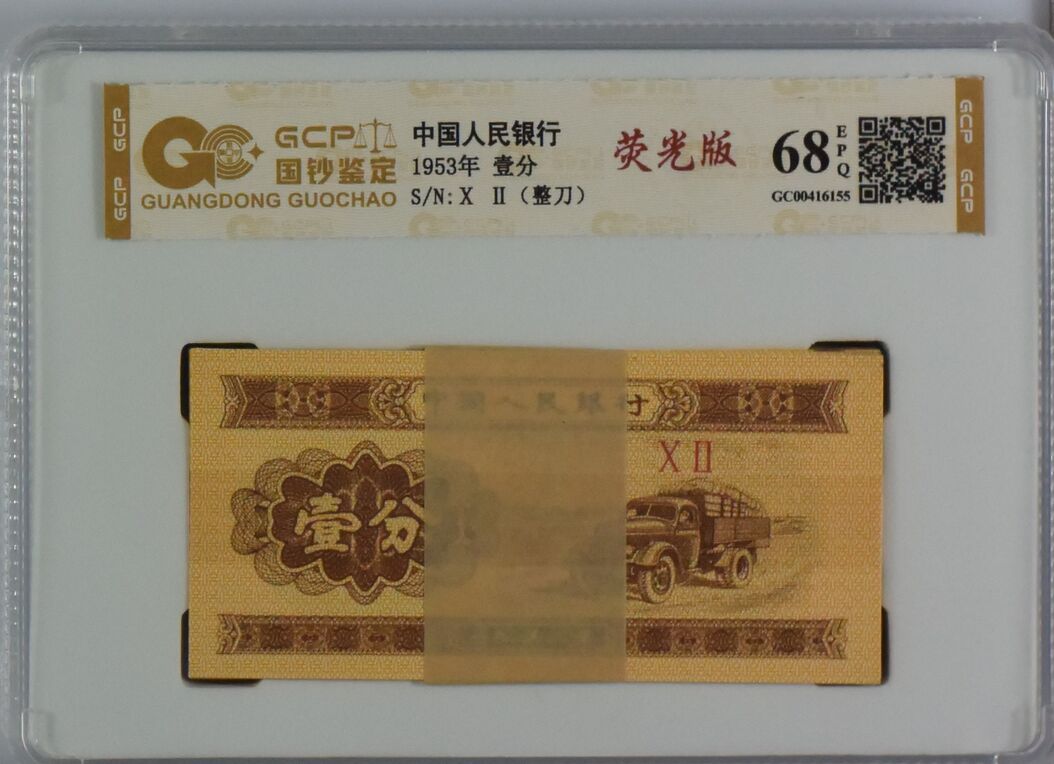 GCP
GCP
GCP
国钞鉴定
GUANGDONG GUOCHAO
中国人民银行
1953年 壹分
S/N: X Ⅱ（整刀）
荧光版
68
EPQ
GC00416155
GCP
GCP
中国人民银行
X Ⅱ
壹分